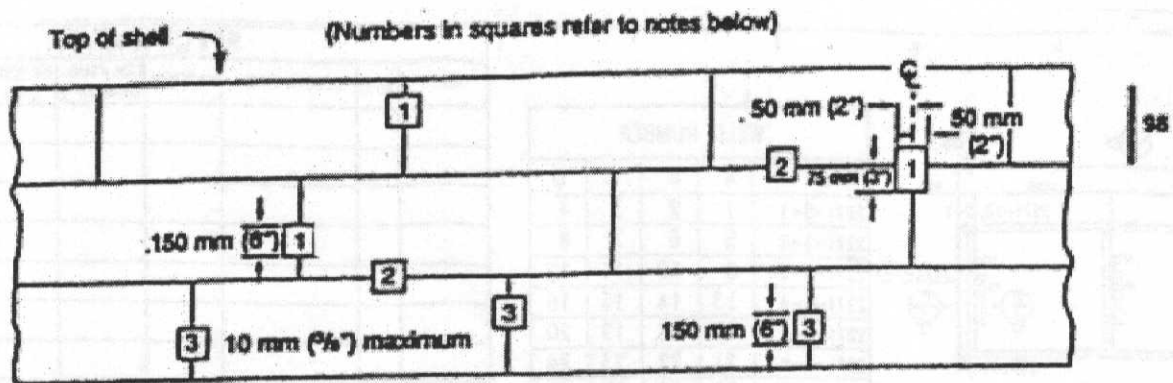 (Numbers in squares refer to notes below)
Top of shell
℄
50 mm (2")
50 mm
(2")
98
1
2
75 mm (3")
1
150 mm (6")
1
2
3
3
10 mm (3/8") maximum
150 mm (6")
3